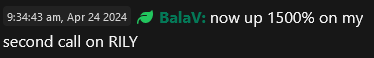 9:34:43 am, Apr 24 2024 BalaV: now up 1500% on my
second call on RILY